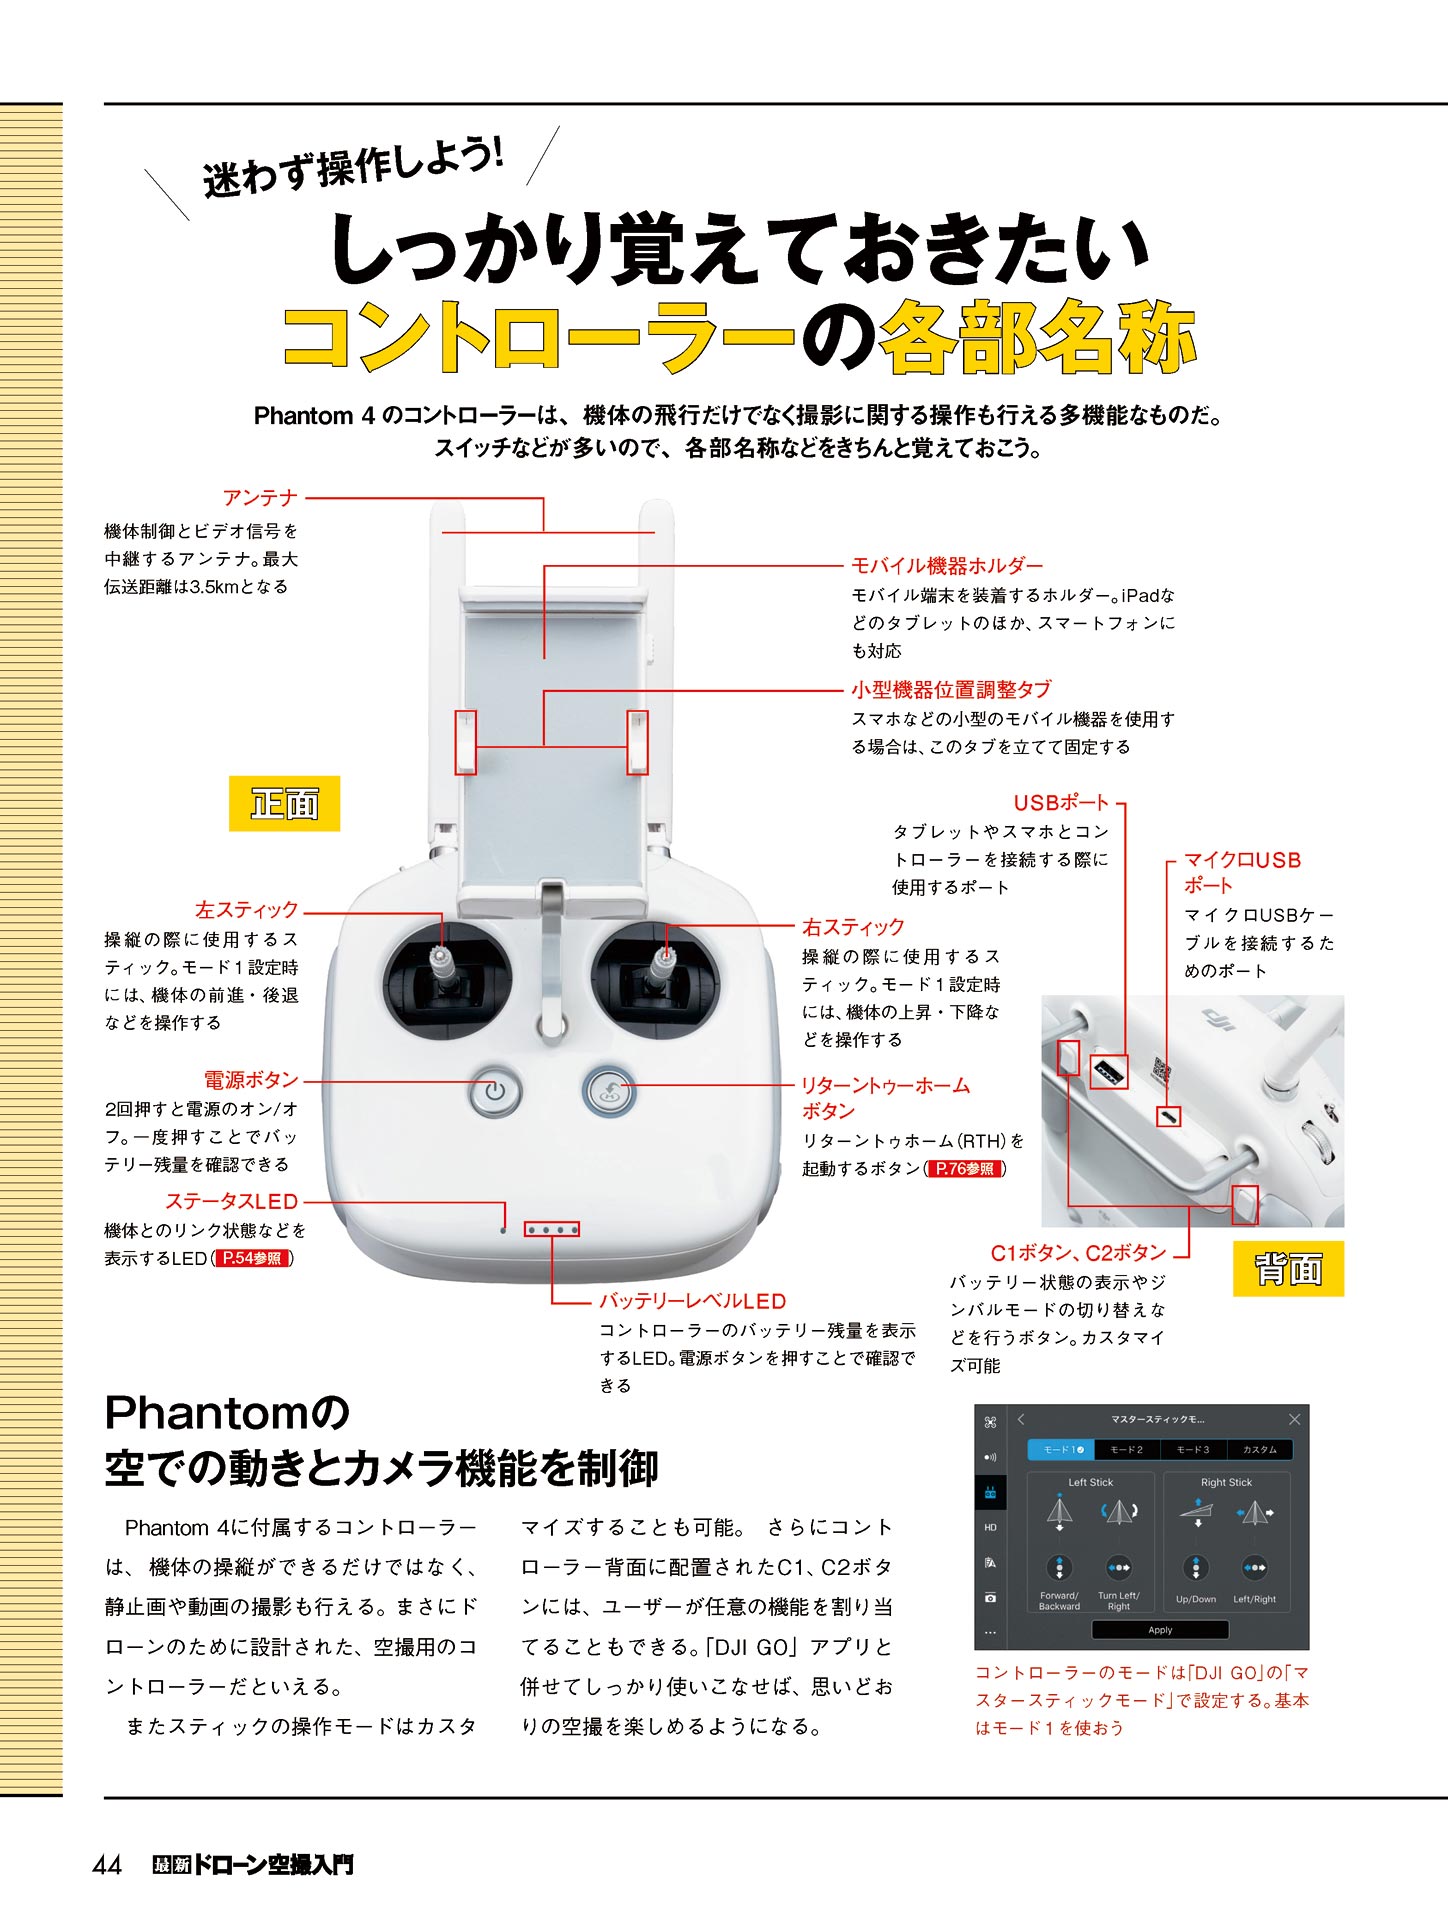 迷わず操作しよう!
しっかり覚えておきたい
コントローラーの各部名称
Phantom 4 のコントローラーは、機体の飛行だけでなく撮影に関する操作も行える多機能なものだ。
スイッチなどが多いので、各部名称などをきちんと覚えておこう。
アンテナ
機体制御とビデオ信号を
中継するアンテナ。最大
伝送距離は3.5kmとなる
モバイル機器ホルダー
モバイル端末を装着するホルダー。iPadな
どのタブレットのほか、スマートフォンに
も対応
小型機器位置調整タブ
スマホなどの小型のモバイル機器を使用す
る場合は、このタブを立てて固定する
正面
USBポート
タブレットやスマホとコン
トローラーを接続する際に
使用するポート
マイクロUSB
ポート
マイクロUSBケー
ブルを接続するた
めのポート
左スティック
操縦の際に使用するス
ティック。モード1設定時
には、機体の前進・後退
などを操作する
右スティック
操縦の際に使用するス
ティック。モード1設定時
には、機体の上昇・下降な
どを操作する
電源ボタン
2回押すと電源のオン/オ
フ。一度押すことでバッ
テリー残量を確認できる
リターントゥーホーム
ボタン
リターントゥホーム(RTH)を
起動するボタン(P.76参照)
ステータスLED
機体とのリンク状態などを
表示するLED(P.54参照)
バッテリーレベルLED
コントローラーのバッテリー残量を表示
するLED。電源ボタンを押すことで確認で
きる
dji
C1ボタン、C2ボタン
バッテリー状態の表示やジ
ンバルモードの切り替えな
どを行うボタン。カスタマイ
ズ可能
背面
Phantomの
空での動きとカメラ機能を制御
Phantom 4に付属するコントローラー
は、機体の操縦ができるだけではなく、
静止画や動画の撮影も行える。まさにド
ローンのために設計された、空撮用のコ
ントローラーだといえる。
またスティックの操作モードはカスタ
マイズすることも可能。 さらにコント
ローラー背面に配置されたC1、C2ボタ
ンには、ユーザーが任意の機能を割り当
てることもできる。「DJI GO」アプリと
併せてしっかり使いこなせば、思いどお
りの空撮を楽しめるようになる。
マスタースティックモ...
モード1 モード2 モード3 カスタム
Left Stick Right Stick
HD
Forward/
Backward
Turn Left/
Right
Up/Down
Left/Right
Apply
コントローラーのモードは「DJI GO」の「マ
スタースティックモード」で設定する。基本
はモード1を使おう
44 最新ドローン空撮入門